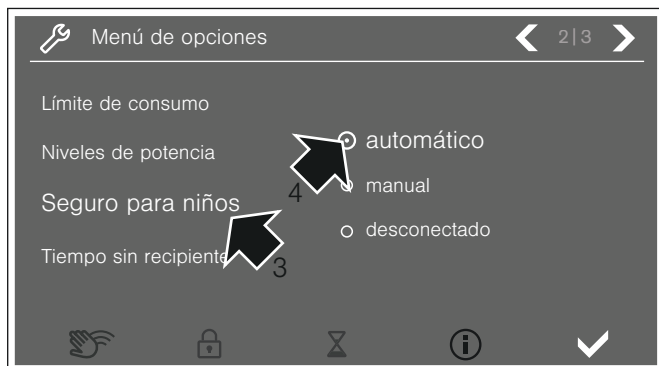 Menú de opciones
2|3
Límite de consumo
Niveles de potencia
Seguro para niños
Tiempo sin recipiente
automático
manual
desconectado
4
3